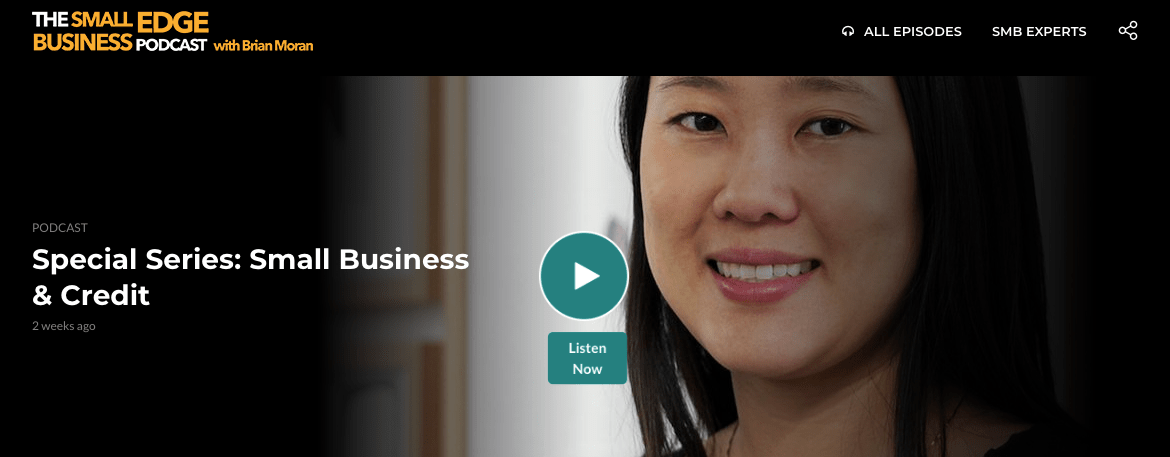 THE SMALL EDGE
BUSINESS PODCAST with Brian Moran
ALL EPISODES
SMB EXPERTS
PODCAST
Special Series: Small Business
& Credit
2 weeks ago
Listen
Now